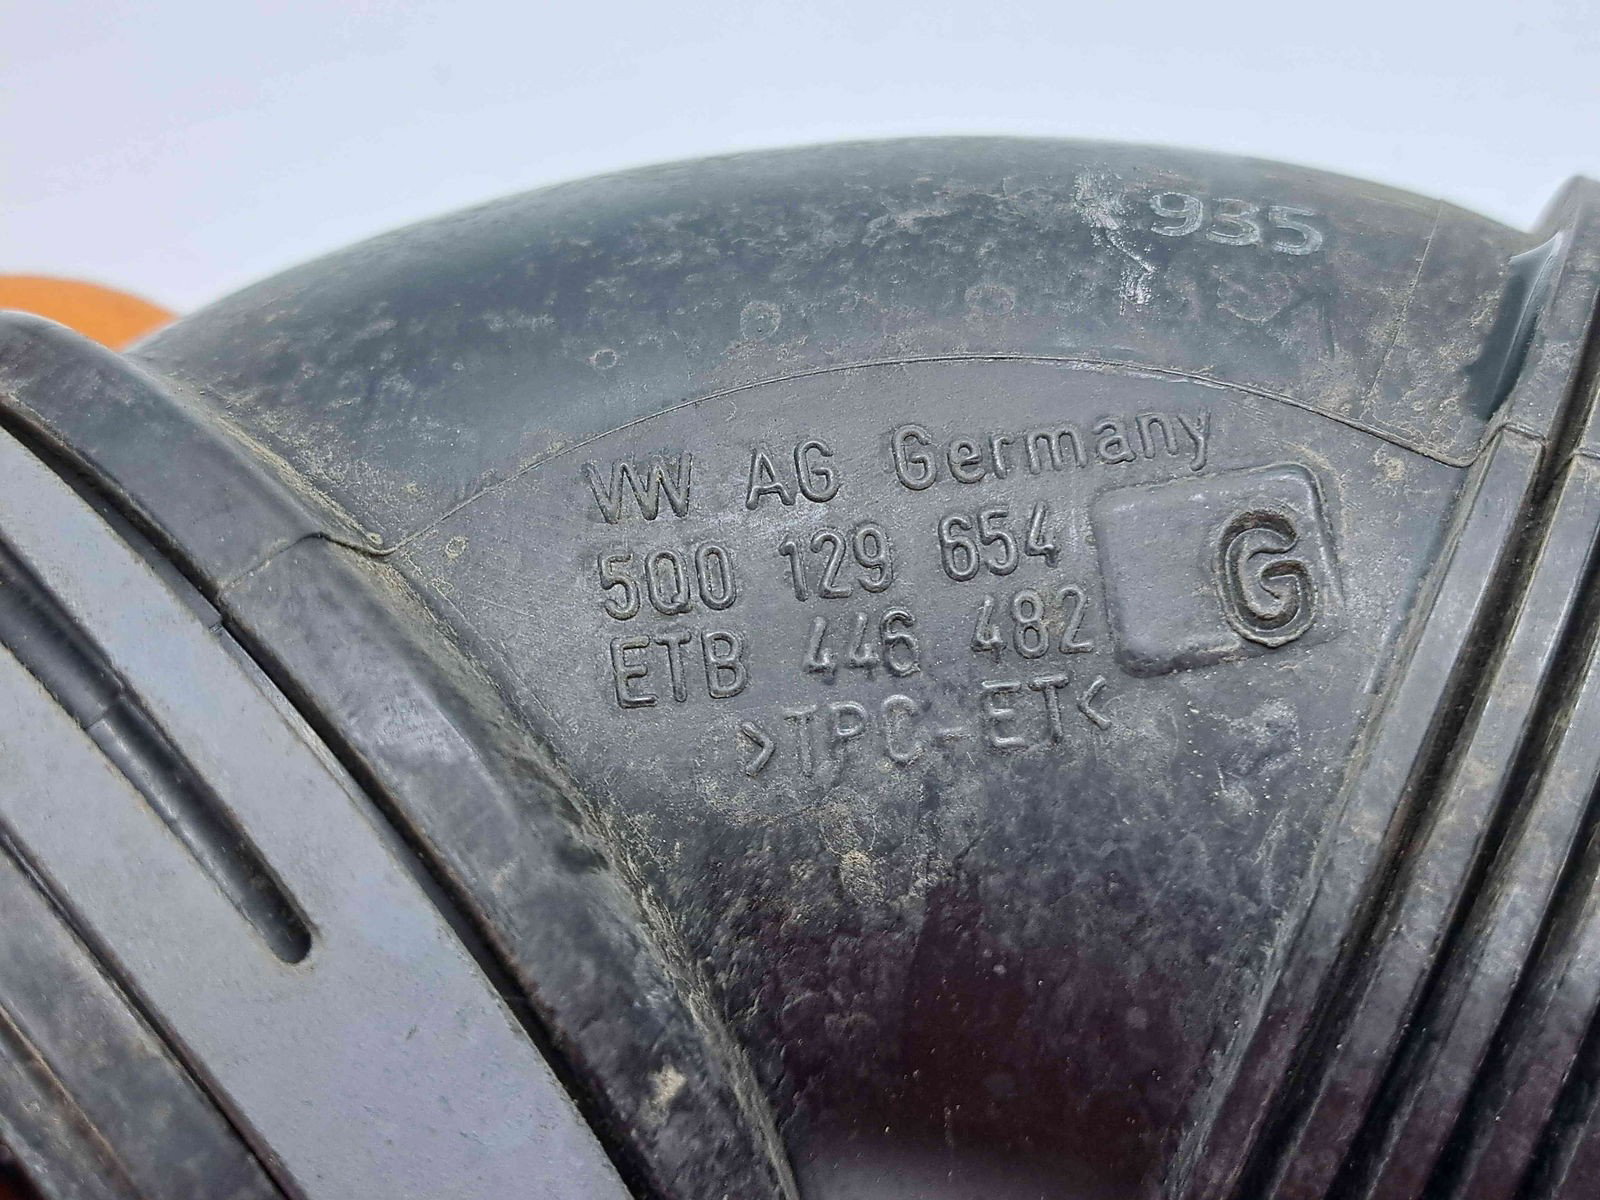 935
VW AG Germany
5Q0 129 654
G
ETB 446 482
>TPC-ET<